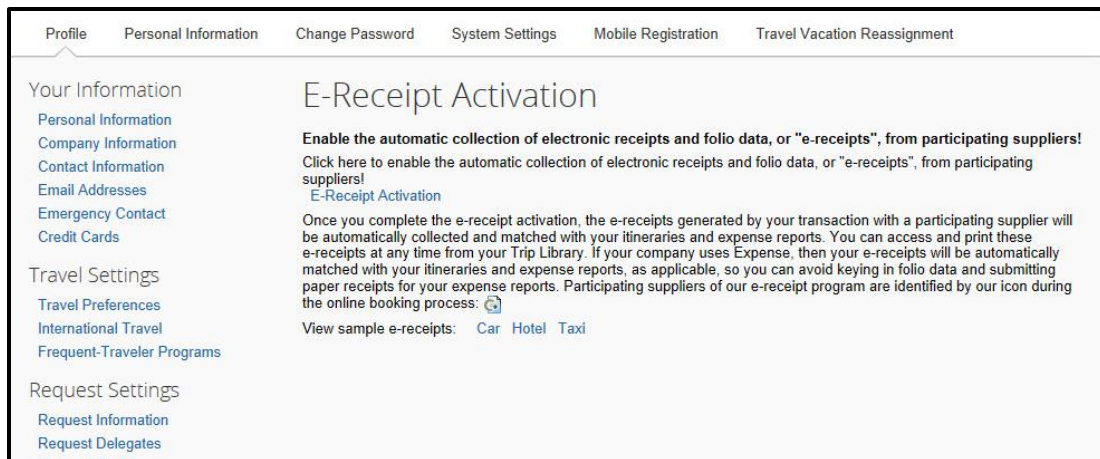 Profile Personal Information Change Password System Settings Mobile Registration Travel Vacation Reassignment
Your Information
Personal Information
Company Information
Contact Information
Email Addresses
Emergency Contact
Credit Cards
Travel Settings
Travel Preferences
International Travel
Frequent-Traveler Programs
Request Settings
Request Information
Request Delegates
E-Receipt Activation
Enable the automatic collection of electronic receipts and folio data, or "e-receipts", from participating suppliers!
Click here to enable the automatic collection of electronic receipts and folio data, or "e-receipts", from participating
suppliers!
E-Receipt Activation
Once you complete the e-receipt activation, the e-receipts generated by your transaction with a participating supplier will
be automatically collected and matched with your itineraries and expense reports. You can access and print these
e-receipts at any time from your Trip Library. If your company uses Expense, then your e-receipts will be automatically
matched with your itineraries and expense reports, as applicable, so you can avoid keying in folio data and submitting
paper receipts for your expense reports. Participating suppliers of our e-receipt program are identified by our icon during
the online booking process:
View sample e-receipts: Car Hotel Taxi